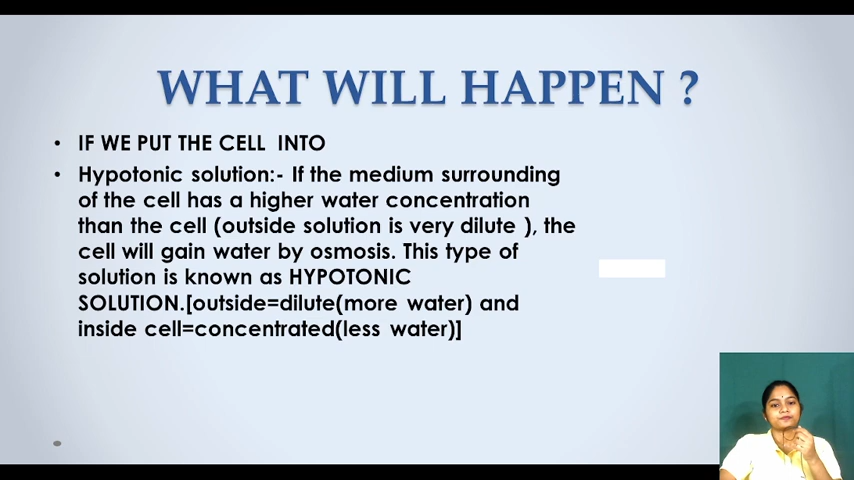 WHAT WILL HAPPEN ?
• IF WE PUT THE CELL INTO
• Hypotonic solution:- If the medium surrounding
of the cell has a higher water concentration
than the cell (outside solution is very dilute ), the
cell will gain water by osmosis. This type of
solution is known as HYPOTONIC
SOLUTION.[outside=dilute(more water) and
inside cell=concentrated(less water)]